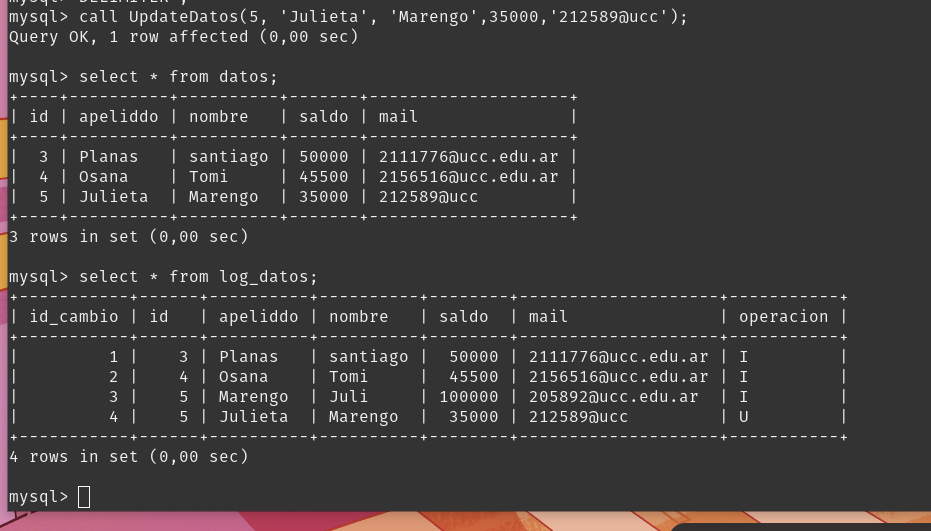 mysql> call UpdateDatos(5, 'Julieta', 'Marengo',35000,'212589@ucc');
Query OK, 1 row affected (0,00 sec)
mysql> select * from datos;
+----+----------+----------+-------+--------------------+
| id | apeliddo | nombre   | saldo | mail               |
+----+----------+----------+-------+--------------------+
|  3 | Planas   | santiago | 50000 | 2111776@ucc.edu.ar |
|  4 | Osana    | Tomi     | 45500 | 2156516@ucc.edu.ar |
|  5 | Julieta  | Marengo  | 35000 | 212589@ucc         |
+----+----------+----------+-------+--------------------+
3 rows in set (0,00 sec)
mysql> select * from log_datos;
+-----------+------+----------+----------+--------+--------------------+-----------+
| id_cambio | id   | apeliddo | nombre   | saldo  | mail               | operacion |
+-----------+------+----------+----------+--------+--------------------+-----------+
|         1 |    3 | Planas   | santiago |  50000 | 2111776@ucc.edu.ar | I         |
|         2 |    4 | Osana    | Tomi     |  45500 | 2156516@ucc.edu.ar | I         |
|         3 |    5 | Marengo  | Juli     | 100000 | 205892@ucc.edu.ar  | I         |
|         4 |    5 | Julieta  | Marengo  |  35000 | 212589@ucc         | U         |
+-----------+------+----------+----------+--------+--------------------+-----------+
4 rows in set (0,00 sec)
mysql>